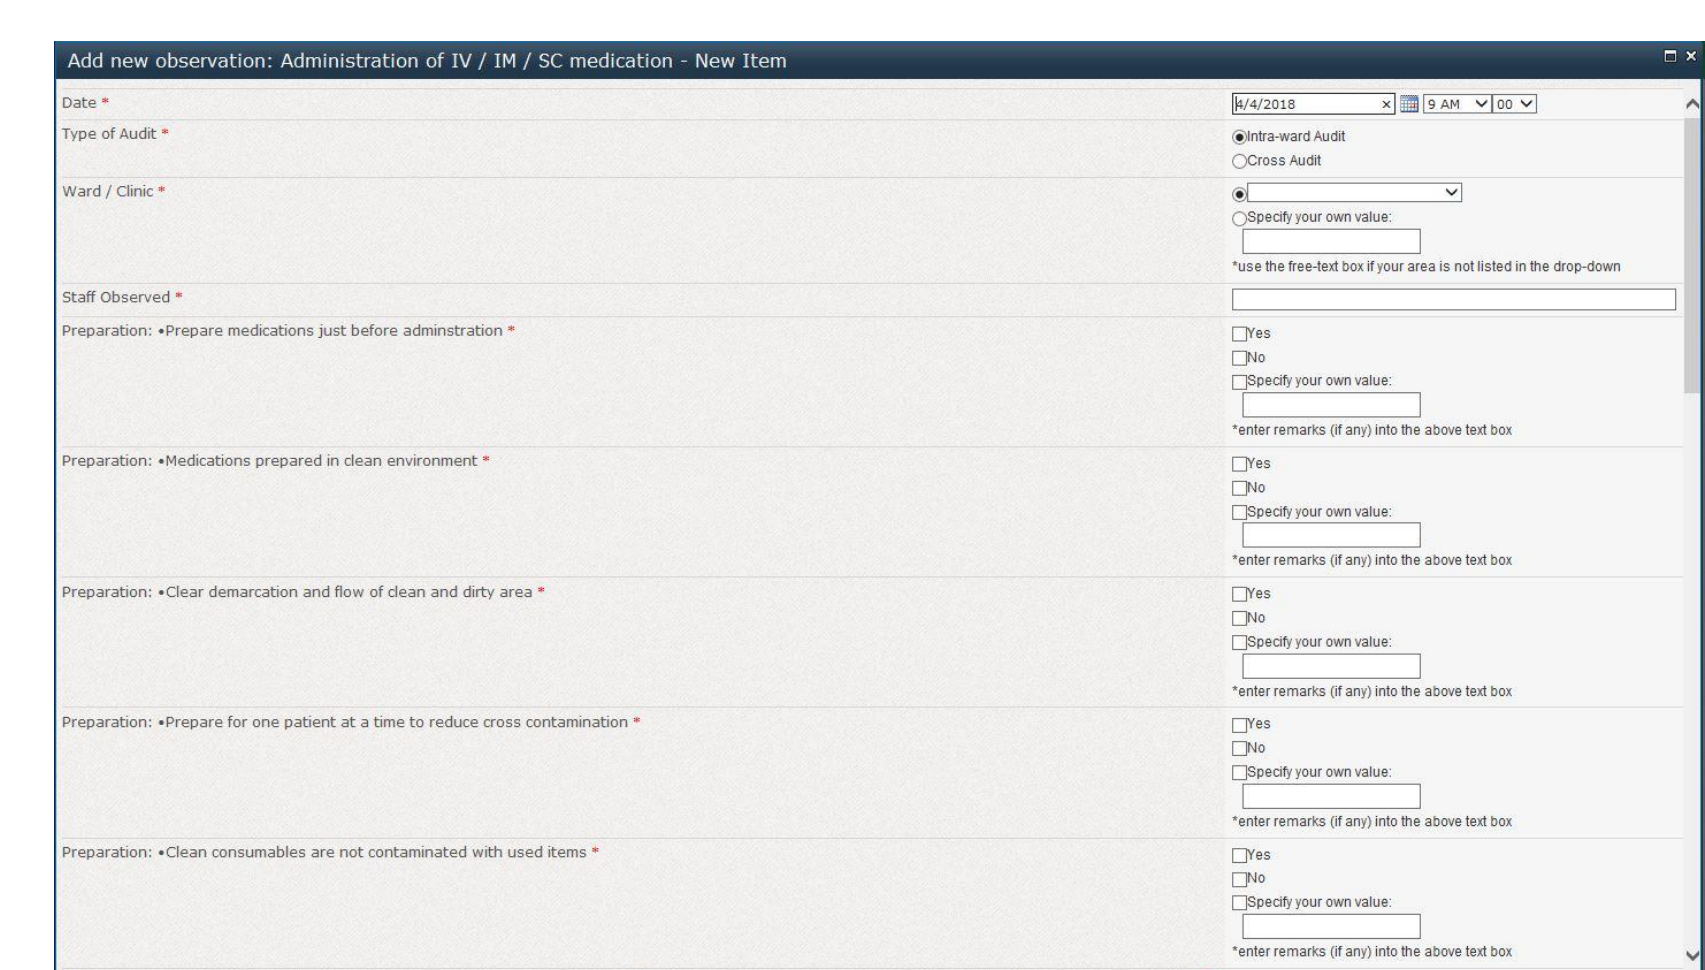 Add new observation: Administration of IV / IM / SC medication - New Item
Date * 4/4/2018 × 9 AM 00
Type of Audit * Intra-ward Audit
Cross Audit
Ward / Clinic *
Specify your own value:
*use the free-text box if your area is not listed in the drop-down
Staff Observed *
Preparation: •Prepare medications just before adminstration * Yes
No
Specify your own value:
*enter remarks (if any) into the above text box
Preparation: •Medications prepared in clean environment * Yes
No
Specify your own value:
*enter remarks (if any) into the above text box
Preparation: •Clear demarcation and flow of clean and dirty area * Yes
No
Specify your own value:
*enter remarks (if any) into the above text box
Preparation: •Prepare for one patient at a time to reduce cross contamination * Yes
No
Specify your own value:
*enter remarks (if any) into the above text box
Preparation: •Clean consumables are not contaminated with used items * Yes
No
Specify your own value:
*enter remarks (if any) into the above text box